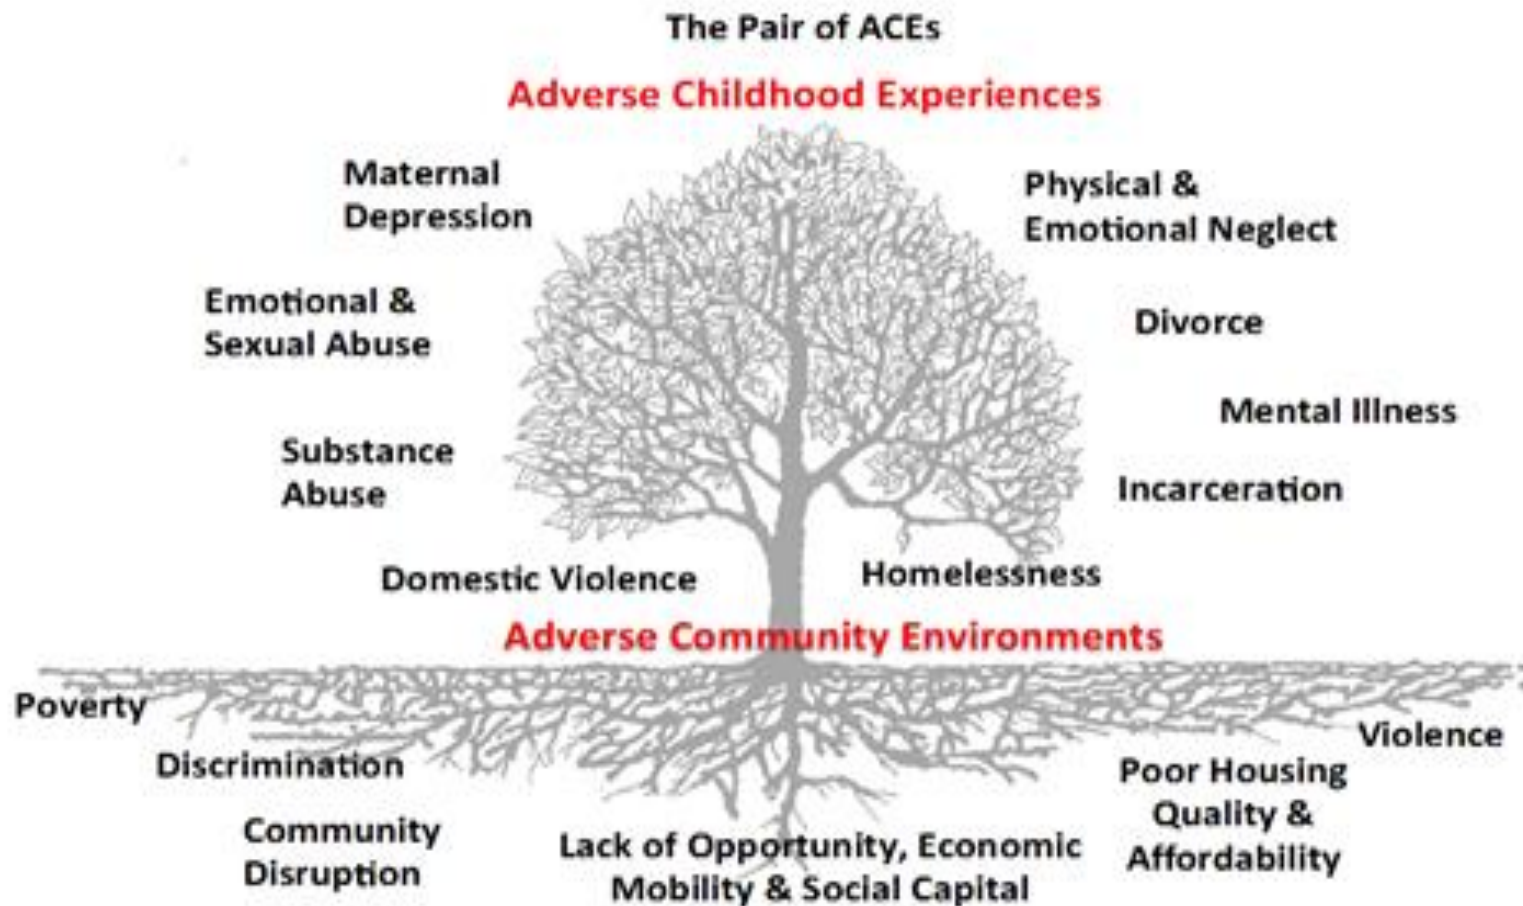 The Pair of ACEs
Adverse Childhood Experiences
Maternal
Depression
Physical &
Emotional Neglect
Emotional &
Sexual Abuse
Divorce
Mental Illness
Substance
Abuse
Incarceration
Domestic Violence
Homelessness
Adverse Community Environments
Poverty
Violence
Discrimination
Poor Housing
Quality &
Affordability
Community
Disruption
Lack of Opportunity, Economic
Mobility & Social Capital